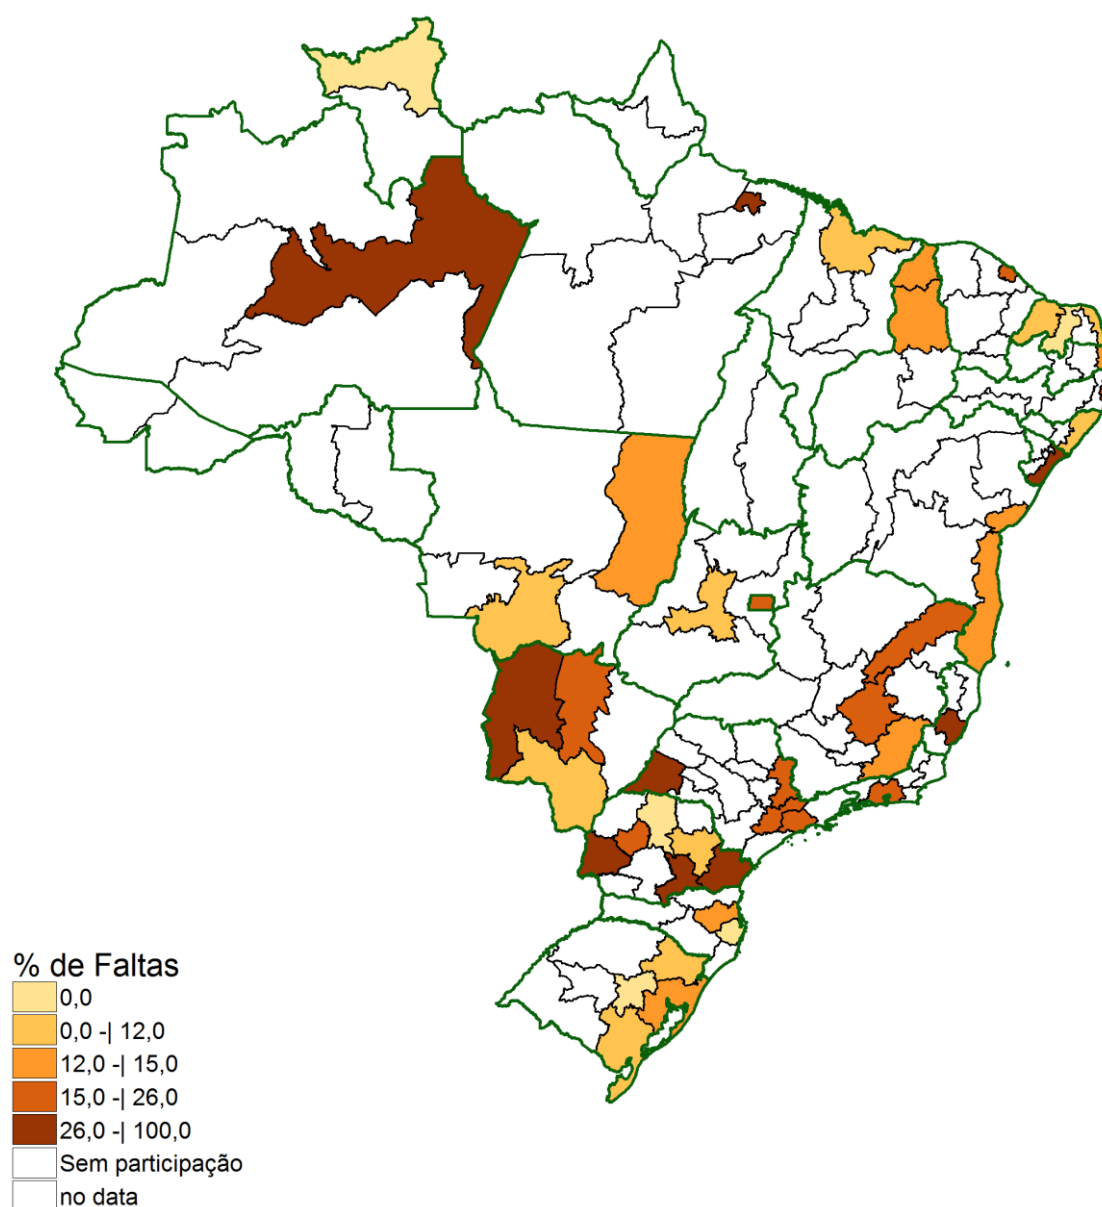 % de Faltas
0,0
0,0 -| 12,0
12,0 -| 15,0
15,0 -| 26,0
26,0 -| 100,0
Sem participação
no data